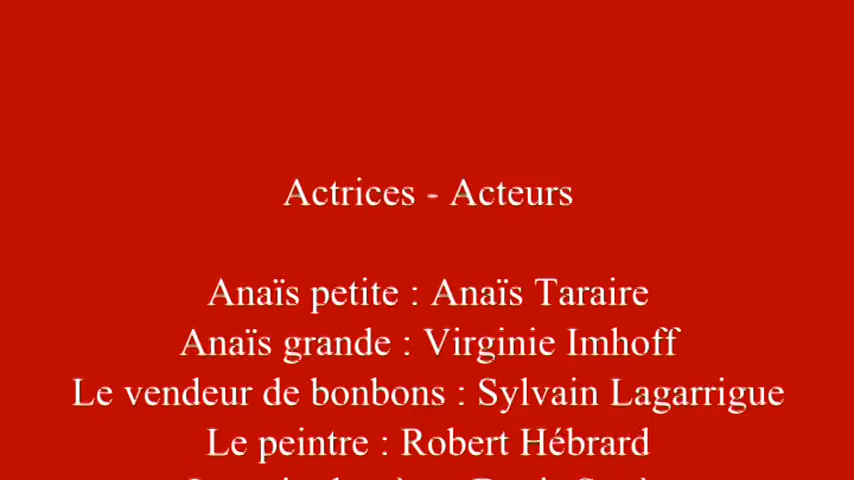 Actrices - Acteurs
Anaïs petite : Anaïs Taraire
Anaïs grande : Virginie Imhoff
Le vendeur de bonbons : Sylvain Lagarrigue
Le peintre : Robert Hébrard